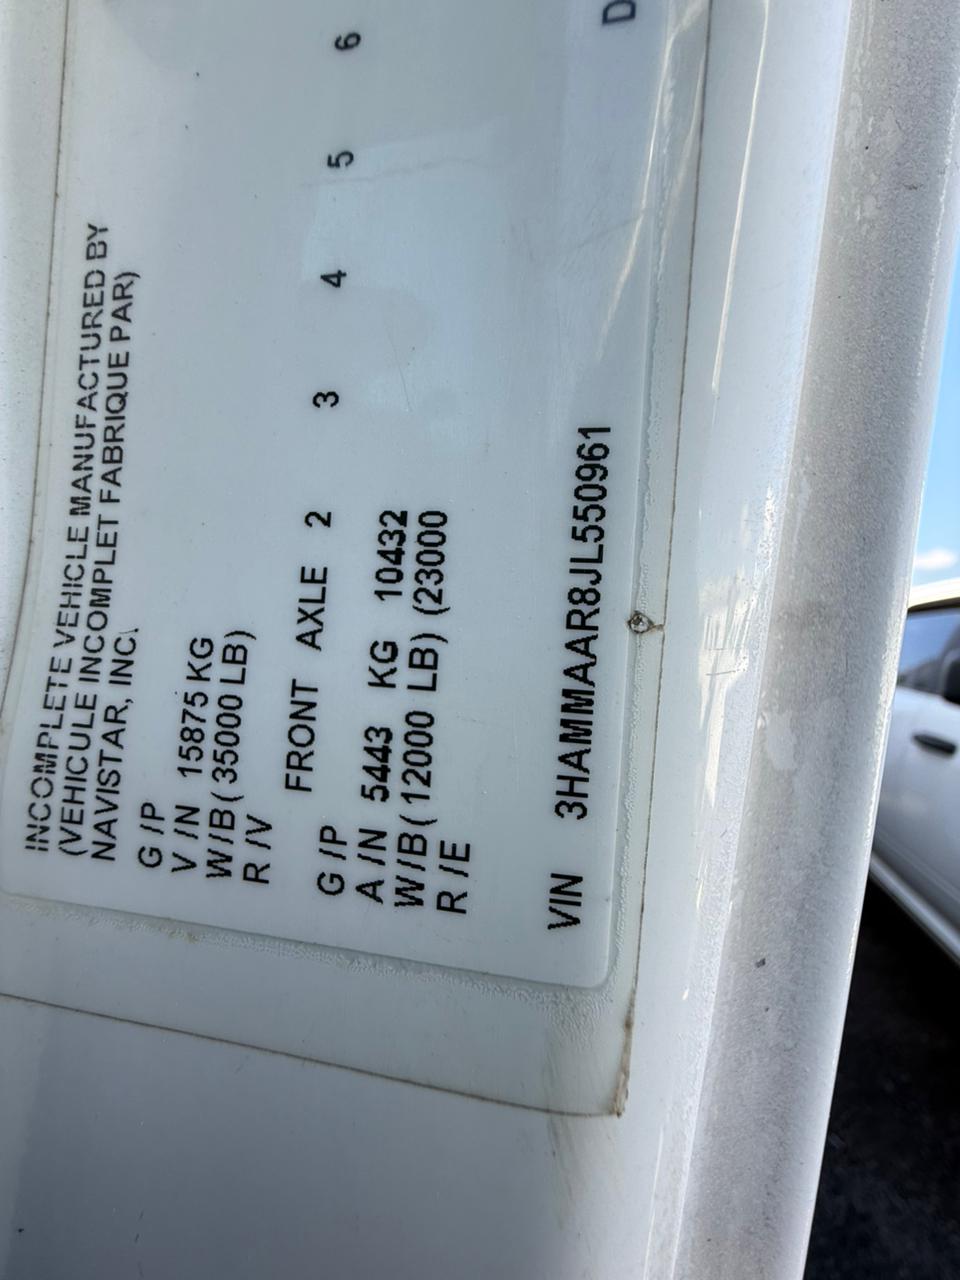 INCOMPLETE VEHICLE MANUFACTURED BY
(VEHICULE INCOMPLET FABRIQUE PAR)
NAVISTAR, INC.
G/P
V/N 15875 KG
W/B(35000 LB)
R/V
FRONT AXLE 2 3 4 5 6
G/P
A/N 5443 KG 10432
W/B(12000 LB) (23000
R/E
VIN 3HAMMAAR8JL550961
D